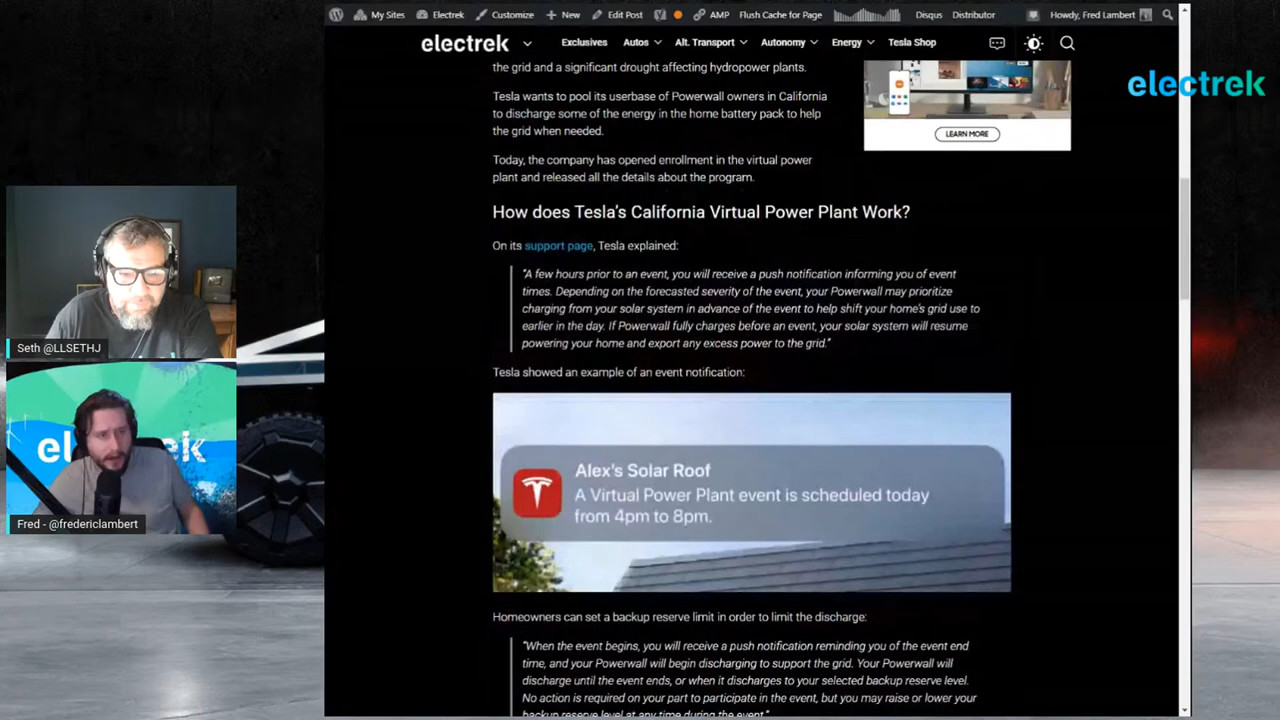 My Sites
Electrek
Customize
New
Edit Post
AMP
Flush Cache for Page
Disqus
Distributor
Howdy, Fred Lambert
electrek
Exclusives
Autos
Alt. Transport
Autonomy
Energy
Tesla Shop
electrek
the grid and a significant drought affecting hydropower plants.
Tesla wants to pool its userbase of Powerwall owners in California
to discharge some of the energy in the home battery pack to help
the grid when needed.
LEARN MORE
Today, the company has opened enrollment in the virtual power
plant and released all the details about the program.
How does Tesla's California Virtual Power Plant Work?
On its support page, Tesla explained:
"A few hours prior to an event, you will receive a push notification informing you of event
times. Depending on the forecasted severity of the event, your Powerwall may prioritize
charging from your solar system in advance of the event to help shift your home's grid use to
earlier in the day. If Powerwall fully charges before an event, your solar system will resume
powering your home and export any excess power to the grid."
Tesla showed an example of an event notification:
Alex's Solar Roof
A Virtual Power Plant event is scheduled today
from 4pm to 8pm.
Homeowners can set a backup reserve limit in order to limit the discharge:
"When the event begins, you will receive a push notification reminding you of the event end
time, and your Powerwall will begin discharging to support the grid. Your Powerwall will
discharge until the event ends, or when it discharges to your selected backup reserve level.
No action is required on your part to participate in the event, but you may raise or lower your
backup reserve level at any time during the event."
Seth @LLSETHJ
el
ek
Fred - @fredericlambert